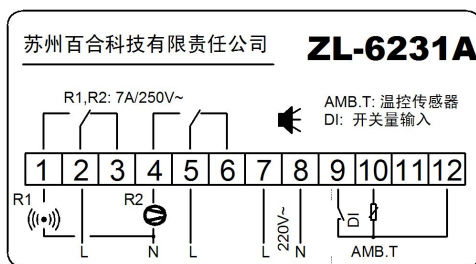 苏州百合科技有限责任公司 ZL-6231A
R1,R2: 7A/250V~
AMB.T: 温控传感器
DI: 开关量输入
1 2 3 4 5 6 7 8 9 10 11 12
R1 R2 DI
L N L L 220V~ N AMB.T